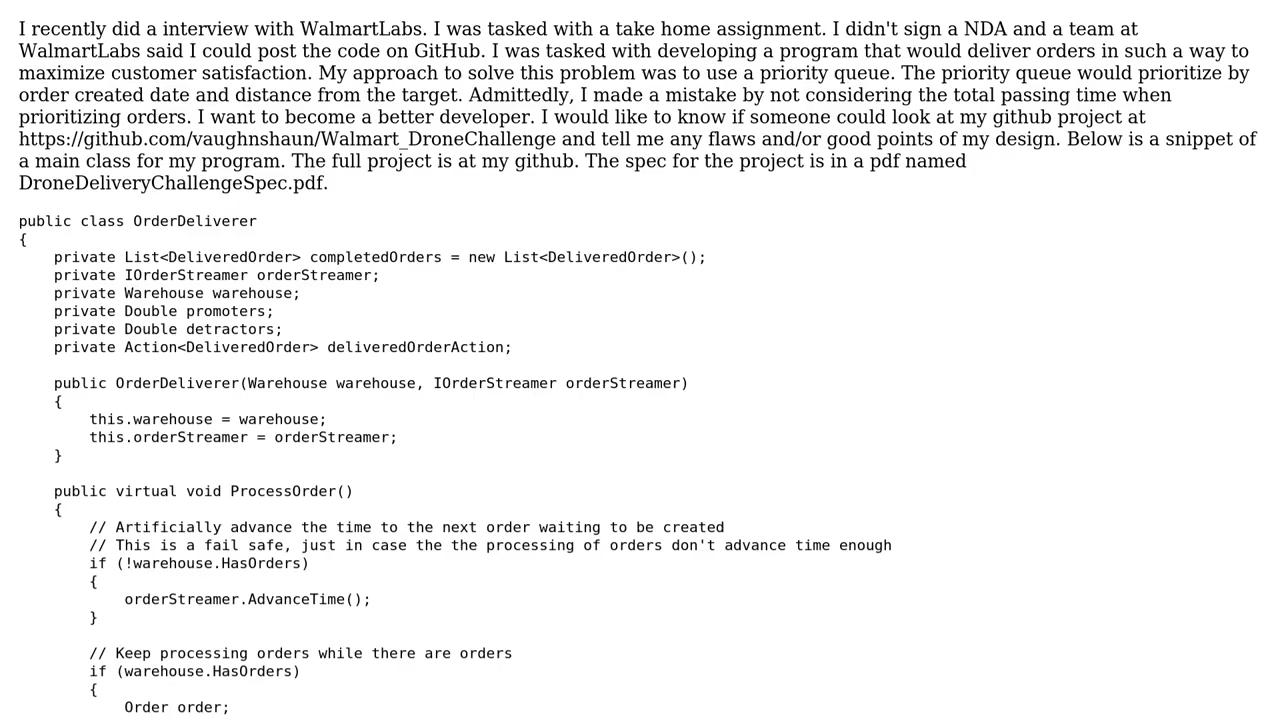 I recently did a interview with WalmartLabs. I was tasked with a take home assignment. I didn't sign a NDA and a team at
WalmartLabs said I could post the code on GitHub. I was tasked with developing a program that would deliver orders in such a way to
maximize customer satisfaction. My approach to solve this problem was to use a priority queue. The priority queue would prioritize by
order created date and distance from the target. Admittedly, I made a mistake by not considering the total passing time when
prioritizing orders. I want to become a better developer. I would like to know if someone could look at my github project at
https://github.com/vaughnshaun/Walmart_DroneChallenge and tell me any flaws and/or good points of my design. Below is a snippet of
a main class for my program. The full project is at my github. The spec for the project is in a pdf named
DroneDeliveryChallengeSpec.pdf.
public class OrderDeliverer
{
    private List<DeliveredOrder> completedOrders = new List<DeliveredOrder>();
    private IOrderStreamer orderStreamer;
    private Warehouse warehouse;
    private Double promoters;
    private Double detractors;
    private Action<DeliveredOrder> deliveredOrderAction;
    public OrderDeliverer(Warehouse warehouse, IOrderStreamer orderStreamer)
    {
        this.warehouse = warehouse;
        this.orderStreamer = orderStreamer;
    }
    public virtual void ProcessOrder()
    {
        // Artificially advance the time to the next order waiting to be created
        // This is a fail safe, just in case the the processing of orders don't advance time enough
        if (!warehouse.HasOrders)
        {
            orderStreamer.AdvanceTime();
        }
        // Keep processing orders while there are orders
        if (warehouse.HasOrders)
        {
            Order order;